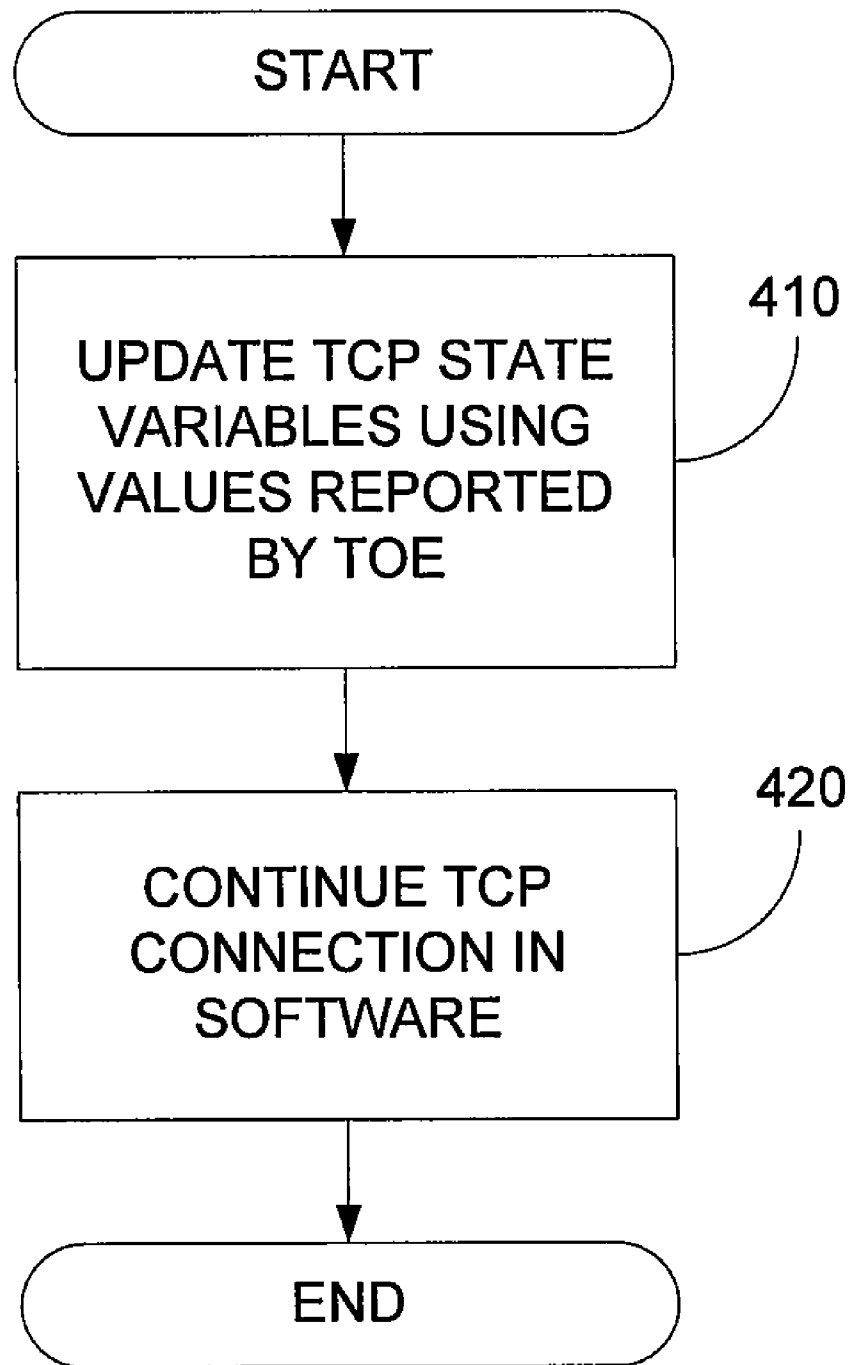 START
410
UPDATE TCP STATE
VARIABLES USING
VALUES REPORTED
BY TOE
420
CONTINUE TCP
CONNECTION IN
SOFTWARE
END